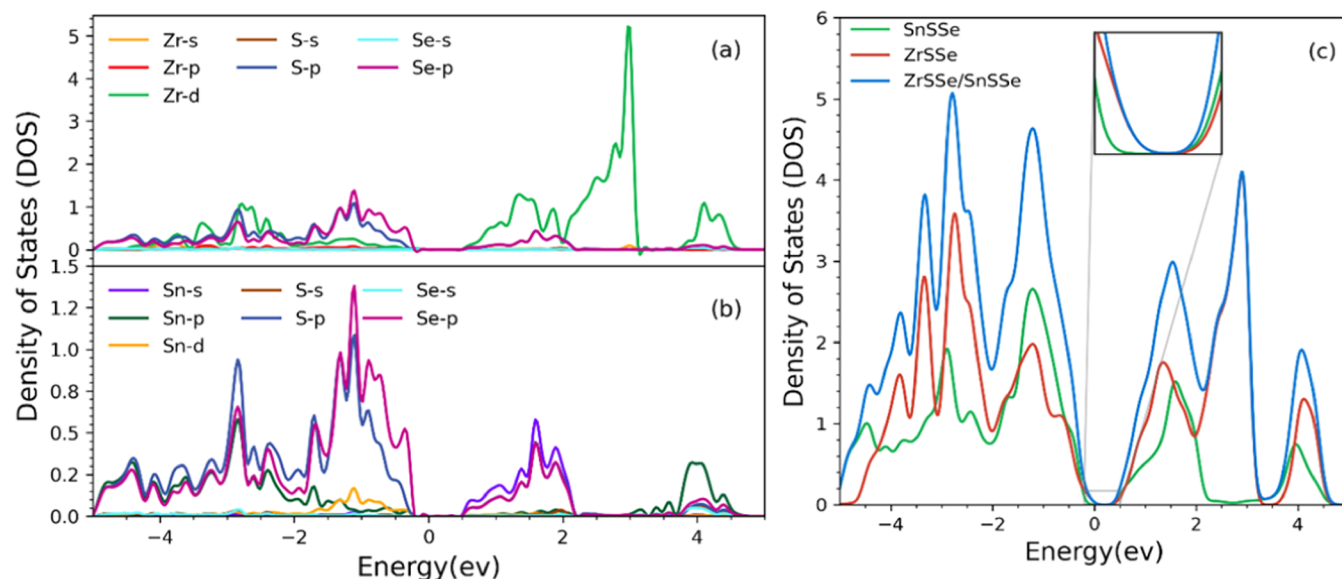 Zr-s S-s Se-s
Zr-p S-p Se-p
Zr-d
(a)
5
4
3
2
1
0
Sn-s S-s Se-s
Sn-p S-p Se-p
Sn-d
(b)
1.5
1.2
1.0
0.8
0.5
0.2
0.0
−4 −2 0 2 4
Energy(ev)
Density of States (DOS)
SnSSe
ZrSSe
ZrSSe/SnSSe
(c)
6
5
4
3
2
1
0
−4 −2 0 2 4
Energy(ev)
Density of States (DOS)